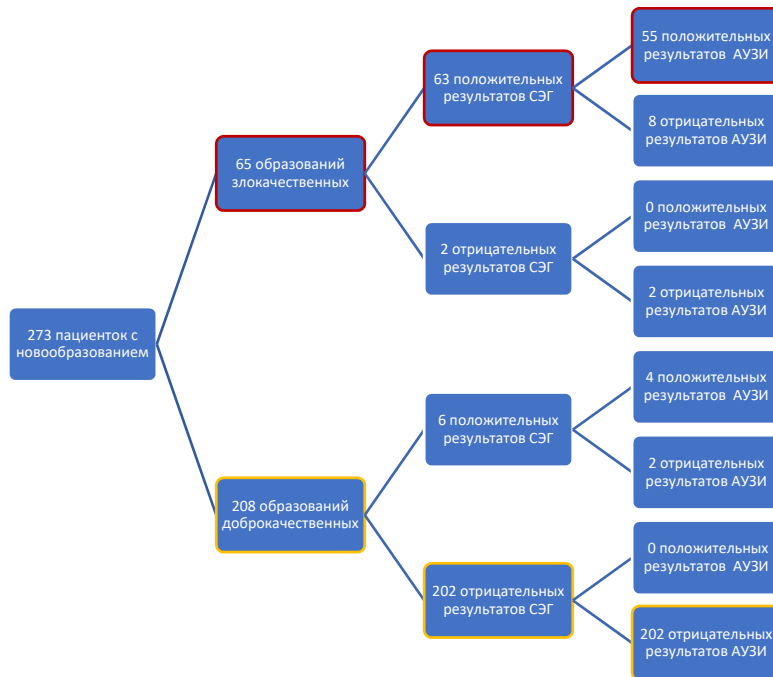 273 пациенток с
новообразованием
65 образований
злокачественных
208 образований
доброкачественных
63 положительных
результатов СЭГ
2 отрицательных
результатов СЭГ
6 положительных
результатов СЭГ
202 отрицательных
результатов СЭГ
55 положительных
результатов АУЗИ
8 отрицательных
результатов АУЗИ
0 положительных
результатов АУЗИ
2 отрицательных
результатов АУЗИ
4 положительных
результатов АУЗИ
2 отрицательных
результатов АУЗИ
0 положительных
результатов АУЗИ
202 отрицательных
результатов АУЗИ